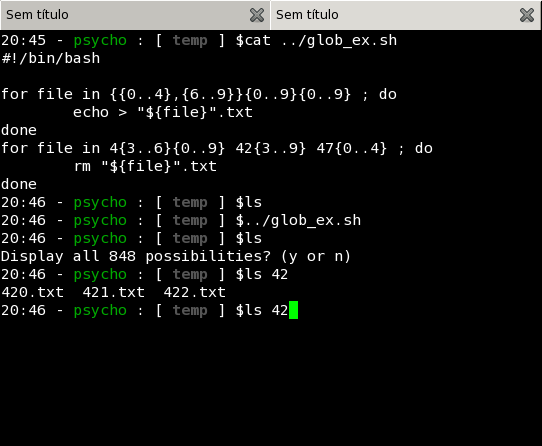 Sem título
Sem título
20:45 - psycho : [ temp ] $cat ../glob_ex.sh
#!/bin/bash
for file in {{0..4},{6..9}}{0..9}{0..9} ; do
echo > "${file}".txt
done
for file in 4{3..6}{0..9} 42{3..9} 47{0..4} ; do
rm "${file}".txt
done
20:46 - psycho : [ temp ] $ls
20:46 - psycho : [ temp ] $../glob_ex.sh
20:46 - psycho : [ temp ] $ls
Display all 848 possibilities? (y or n)
20:46 - psycho : [ temp ] $ls 42
420.txt  421.txt  422.txt
20:46 - psycho : [ temp ] $ls 42